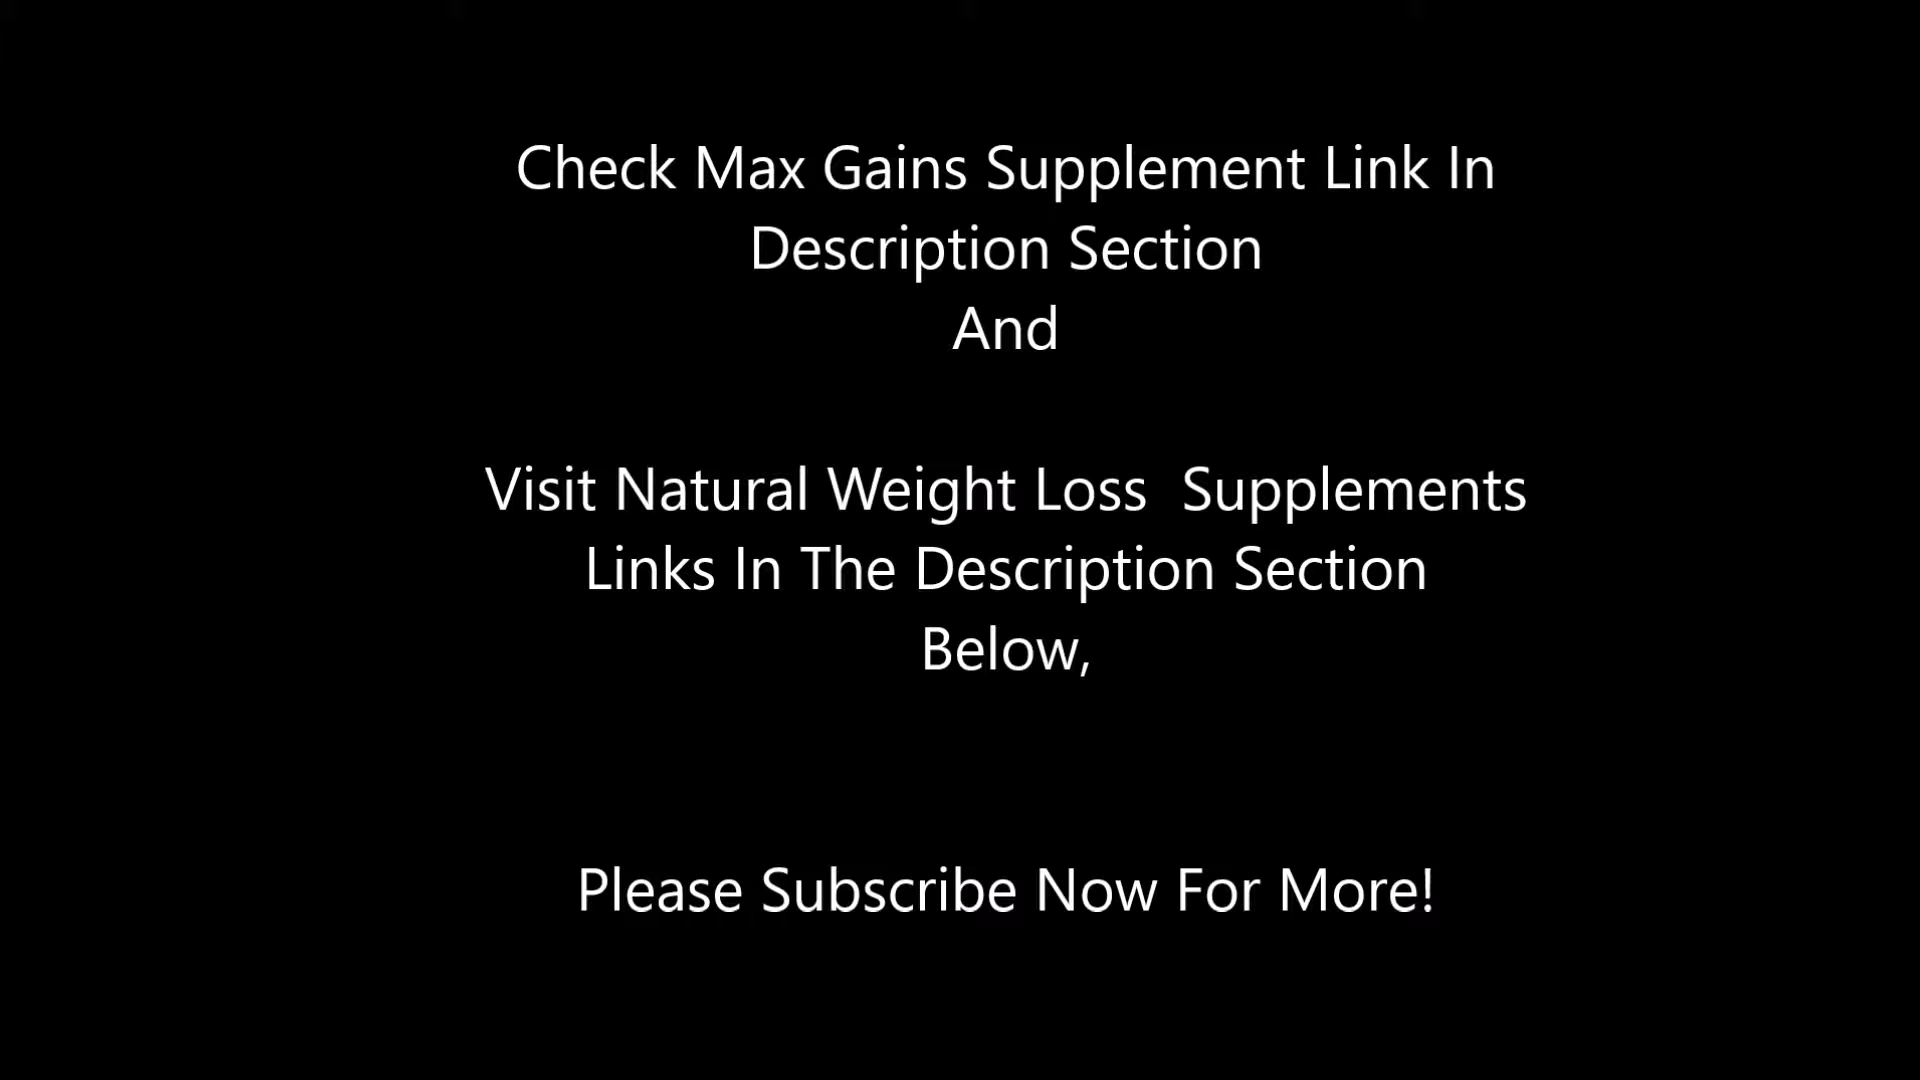 Check Max Gains Supplement Link In
Description Section
And
Visit Natural Weight Loss  Supplements
Links In The Description Section
Below,
Please Subscribe Now For More!